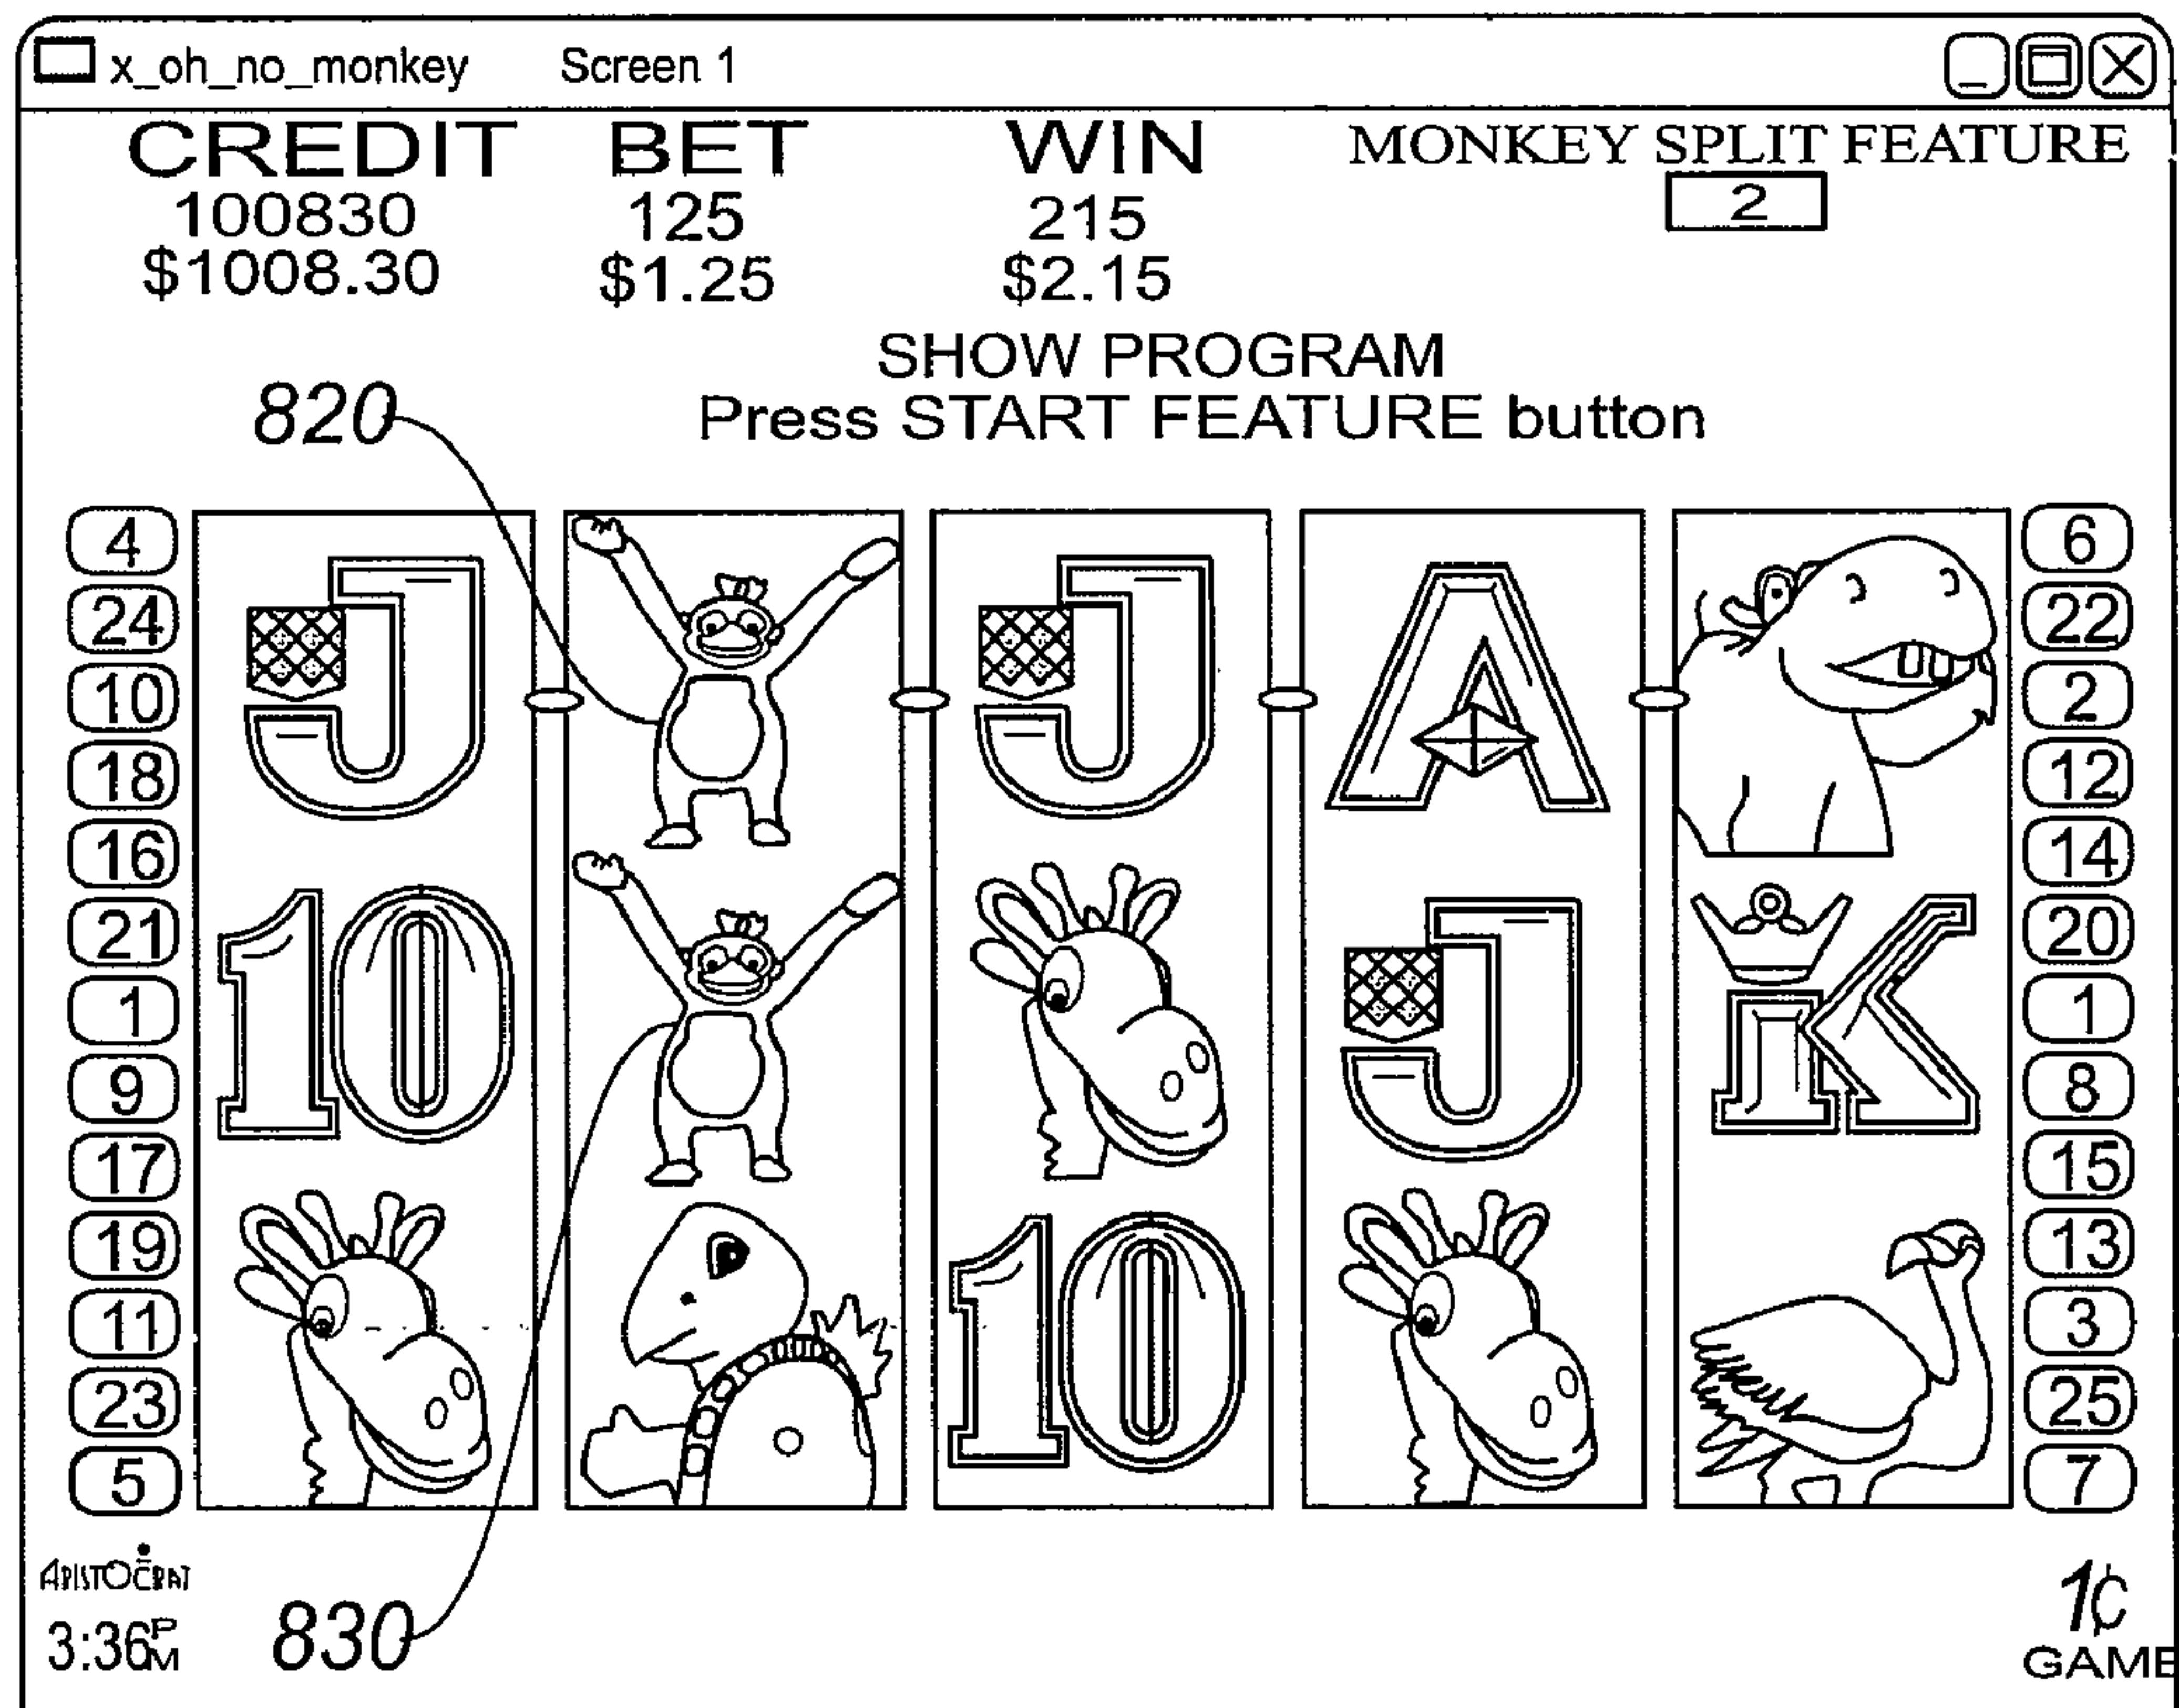 x_oh_no_monkey Screen 1
CREDIT BET WIN MONKEY SPLIT FEATURE
100830 125 215 2
$1008.30 $1.25 $2.15
SHOW PROGRAM
820
Press START FEATURE button
4 6
24 J J A 22
10 2
18 12
16 14
21 20
1 10 J K 1
9 8
17 15
19 13
11 10 3
23 25
5 7
ARISTOCRAT
3:36PM 830 1¢
GAME